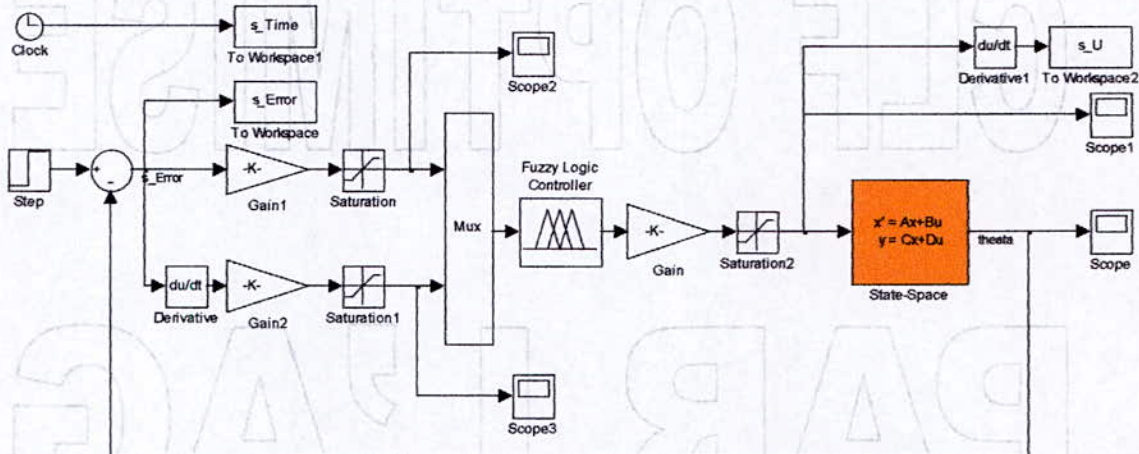 Clock
s_Time
To Workspace1
s_Error
To Workspace
Step
+
-
s_Error
-K-
Gain1
Saturation
Scope2
du/dt
Derivative
-K-
Gain2
Saturation1
Scope3
Mux
Fuzzy Logic
Controller
-K-
Gain
Saturation2
du/dt
Derivative1
s_U
To Workspace2
Scope1
x' = Ax+Bu
y = Cx+Du
State-Space
theata
Scope